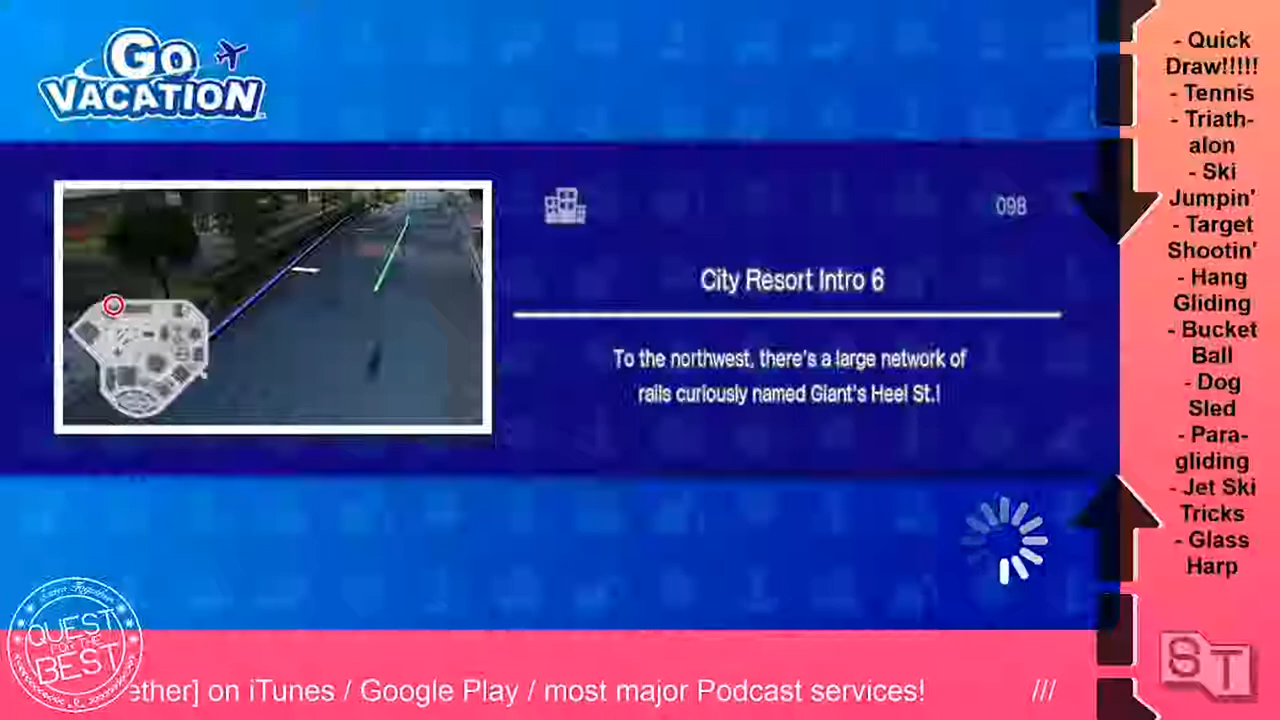 Go
VACATION
098
City Resort Intro 6
To the northwest, there's a large network of
rails curiously named Giant's Heel St.!
- Quick
Draw!!!!!
- Tennis
- Triath-
alon
- Ski
Jumpin'
- Target
Shootin'
- Hang
Gliding
- Bucket
Ball
- Dog
Sled
- Para-
gliding
- Jet Ski
Tricks
- Glass
Harp
QUEST
FOR THE
BEST
ether] on iTunes / Google Play / most major Podcast services!
///
ST